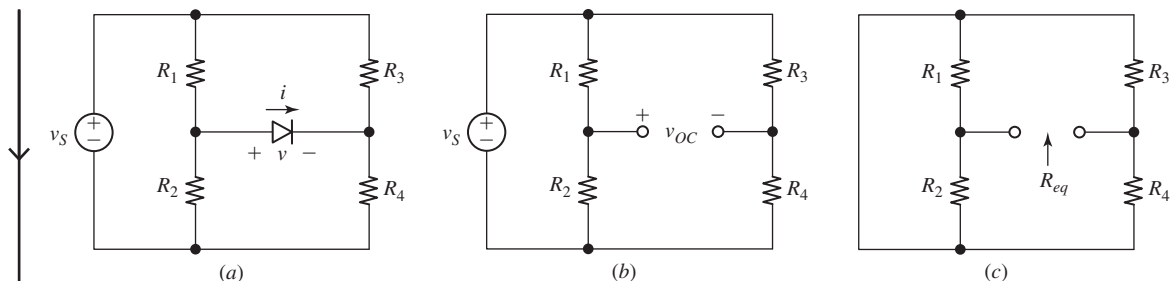 R1 R3 R1 R3 R1 R3
i
vS + − vS + − + vOC −
+ v −
R2 R4 R2 R4 R2 Req R4
(a) (b) (c)